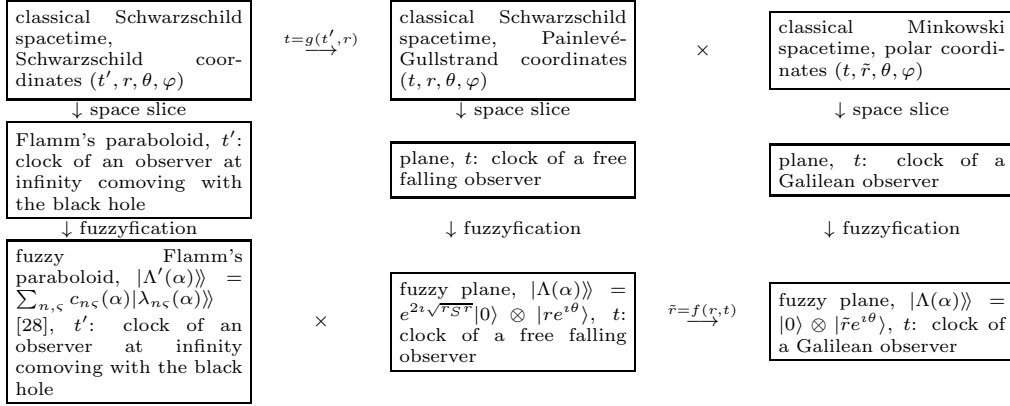 classical Schwarzschild
spacetime,
Schwarzschild coor-
dinates (t′, r, θ, φ)
t=g(t′,r)
⟶
classical Schwarzschild
spacetime, Painlevé-
Gullstrand coordinates
(t, r, θ, φ)
×
classical Minkowski
spacetime, polar coordi-
nates (t, r̃, θ, φ)
↓ space slice
↓ space slice
↓ space slice
Flamm's paraboloid, t′:
clock of an observer at
infinity comoving with
the black hole
plane, t: clock of a free
falling observer
plane, t: clock of a
Galilean observer
↓ fuzzyfication
↓ fuzzyfication
↓ fuzzyfication
fuzzy Flamm's
paraboloid, |Λ′(α)⟫ =
∑n,ς cnς(α)|λnς(α)⟫
[28], t′: clock of an
observer at infinity
comoving with the black
hole
×
fuzzy plane, |Λ(α)⟫ =
e^{2ı√(r_S r)}|0⟩ ⊗ |re^{ıθ}⟩, t:
clock of a free falling
observer
r̃=f(r,t)
⟶
fuzzy plane, |Λ(α)⟫ =
|0⟩ ⊗ |r̃e^{ıθ}⟩, t: clock of
a Galilean observer